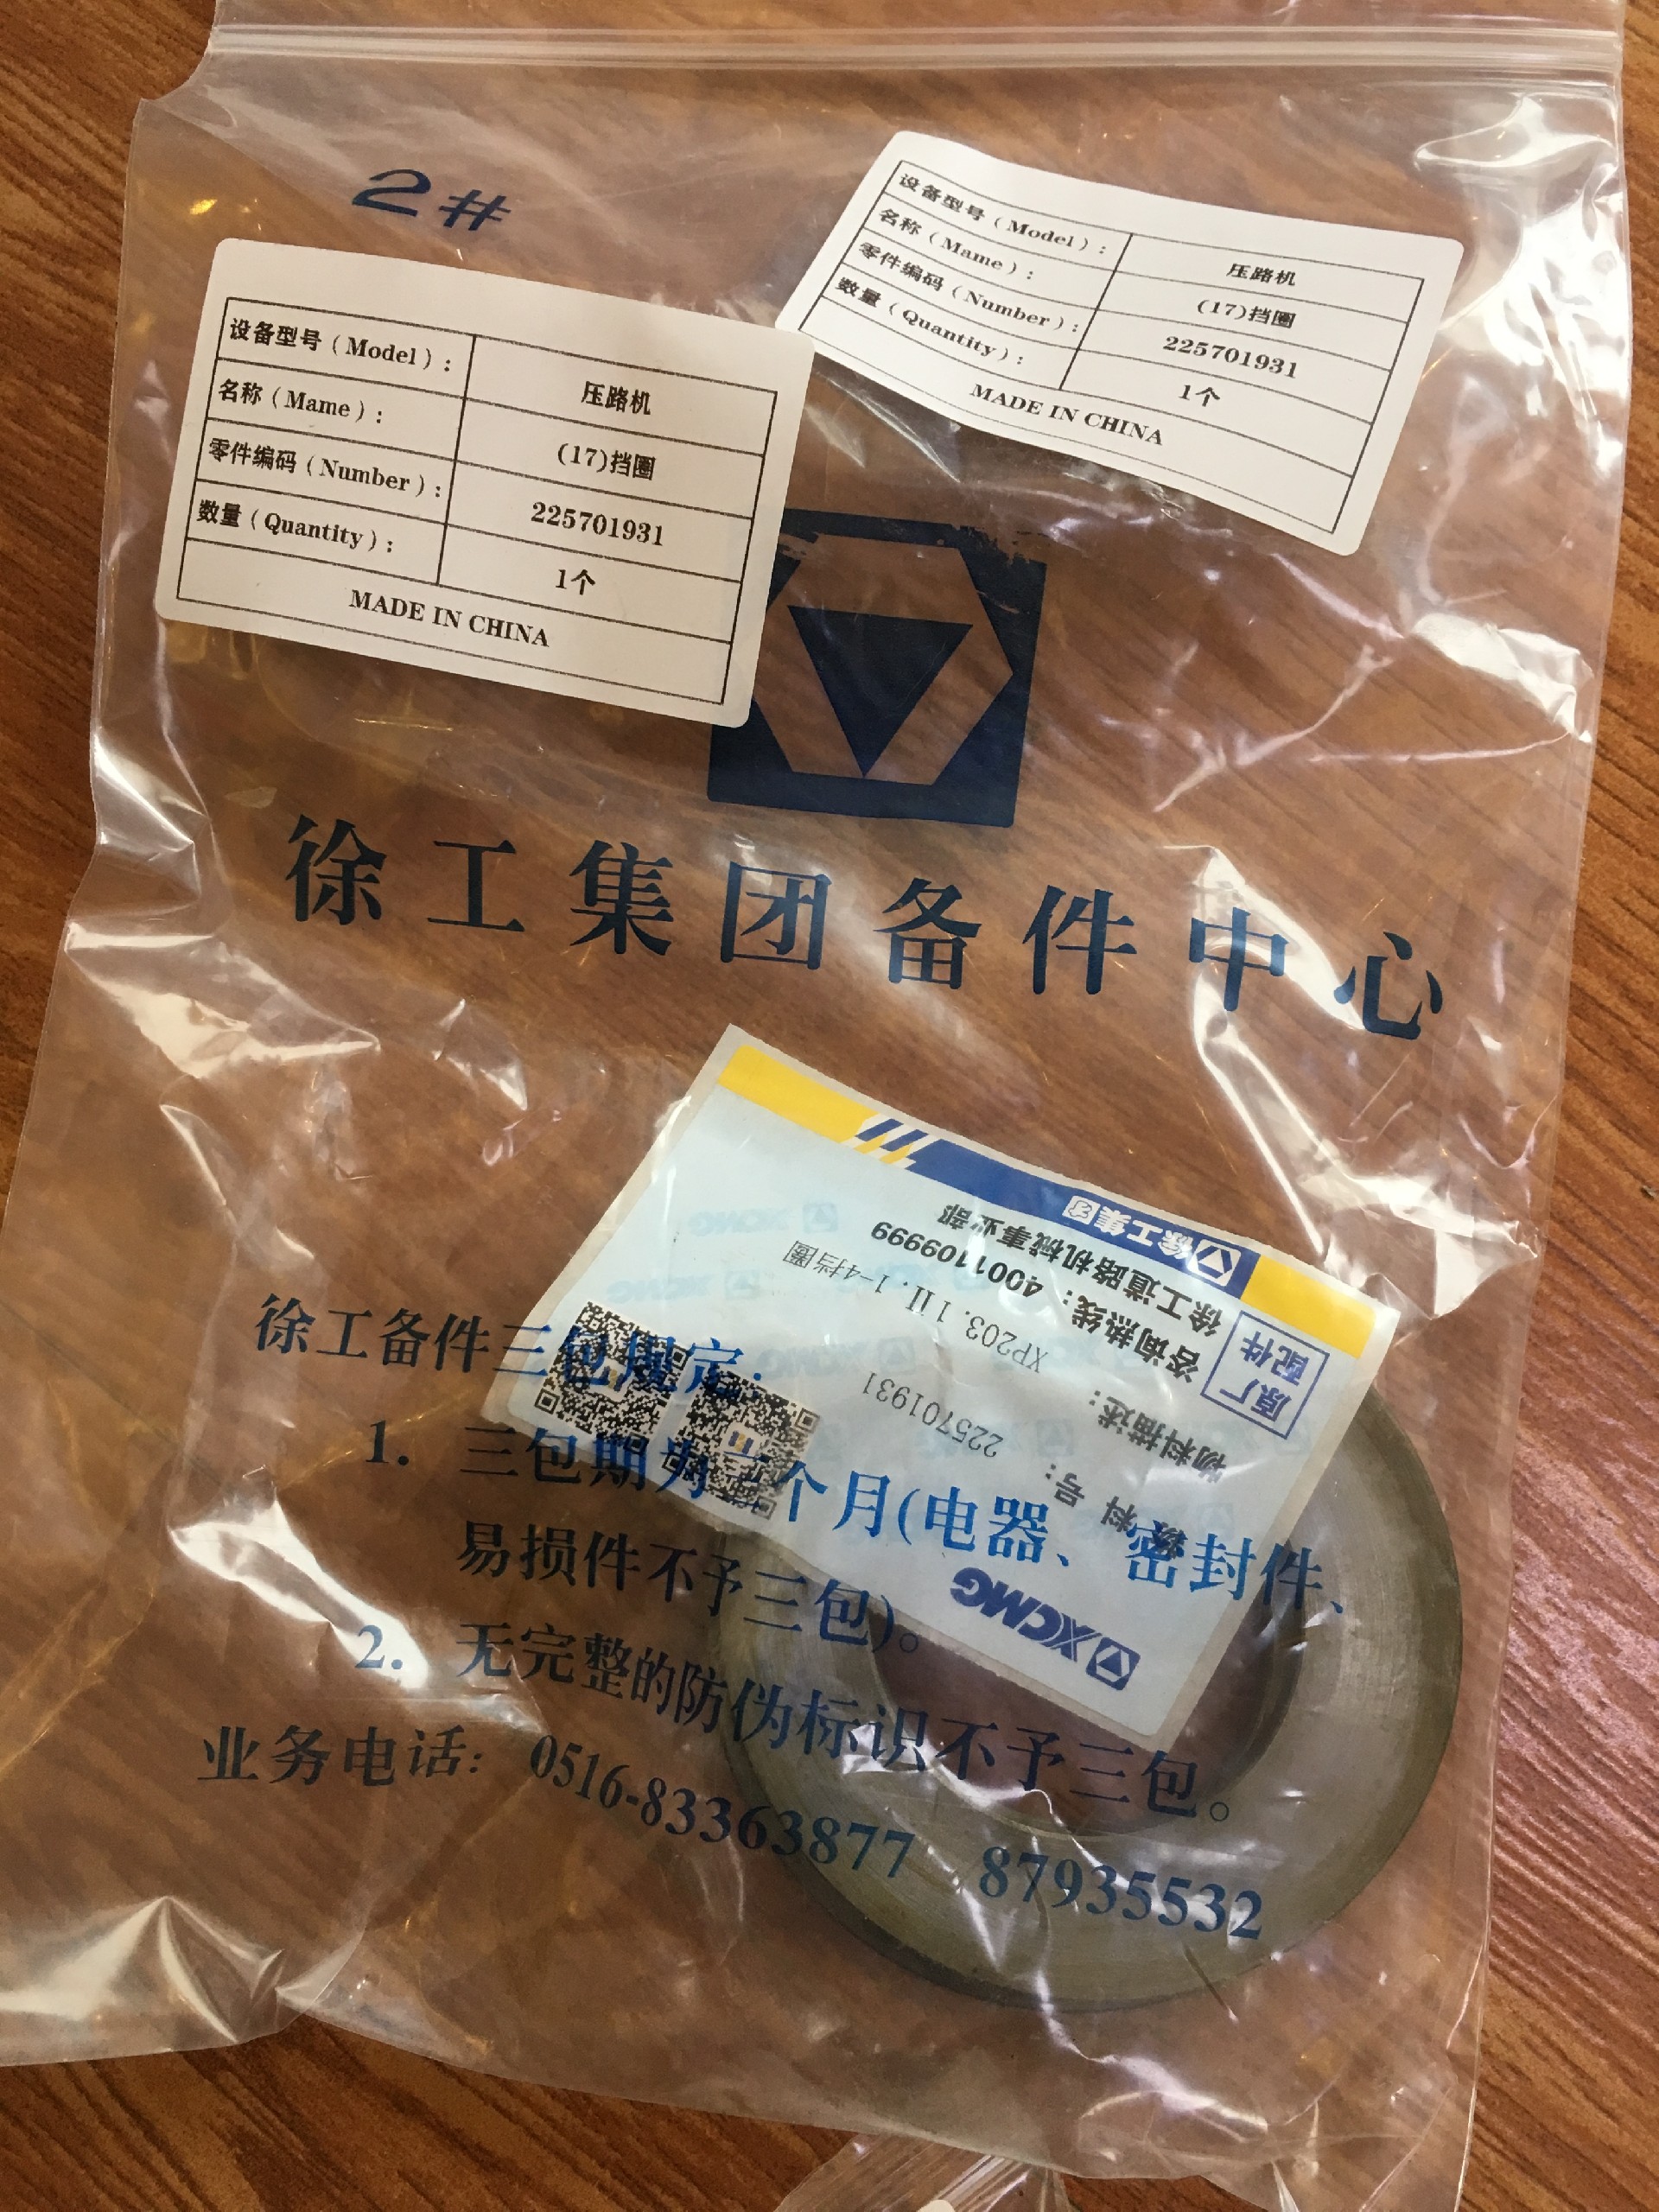 2#
设备型号（Model）： 压路机
名称（Mame）： (17)挡圈
零件编码（Number）： 225701931
数量（Quantity）： 1个
MADE IN CHINA
设备型号（Model）： 压路机
名称（Mame）： (17)挡圈
零件编码（Number）： 225701931
数量（Quantity）： 1个
MADE IN CHINA
徐工集团备件中心
徐工集团
徐工道路机械事业部
咨询热线：4001109999
原厂
配件
物料描述： XP203.1Ⅱ.1-4挡圈
物 料 号： 225701931
XCMG
徐工备件三包规定：
1. 三包期为三个月(电器、密封件、
易损件不予三包)。
2. 无完整的防伪标识不予三包。
业务电话：0516-83363877 87935532